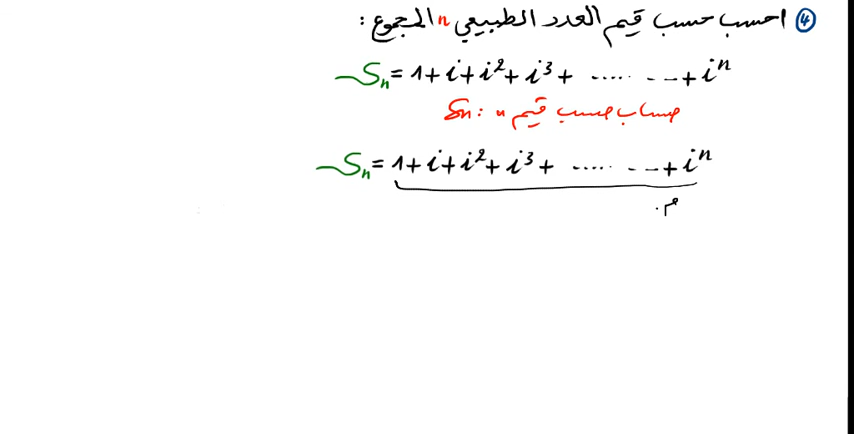 ④ احسب حسب قيم العدد الطبيعي n المجموع :
Sₙ = 1 + i + i² + i³ + ..... -- + iⁿ
حساب حسب قيم n : Sₙ
Sₙ = 1 + i + i² + i³ + ..... -- + iⁿ
م.